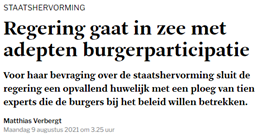 STAATSHERVORMING
Regering gaat in zee met
adepten burgerparticipatie
Voor haar bevraging over de staatshervorming sluit de
regering een opvallend huwelijk met een ploeg van tien
experts die de burgers bij het beleid willen betrekken.
Matthias Verbergt
Maandag 9 augustus 2021 om 3.25 uur